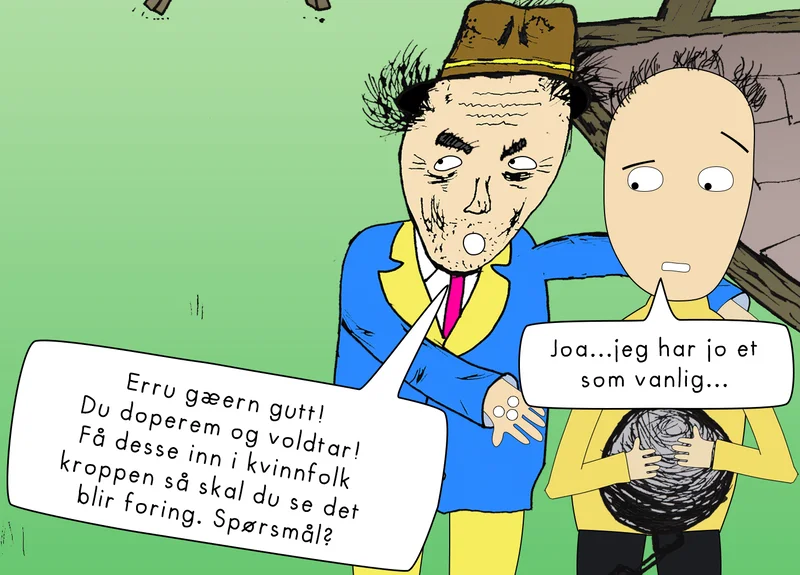 Erru gæern gutt!
Du doperem og voldtar!
Få desse inn i kvinnfolk
kroppen så skal du se det
blir foring. Spørsmål?
Joa...jeg har jo et
som vanlig...